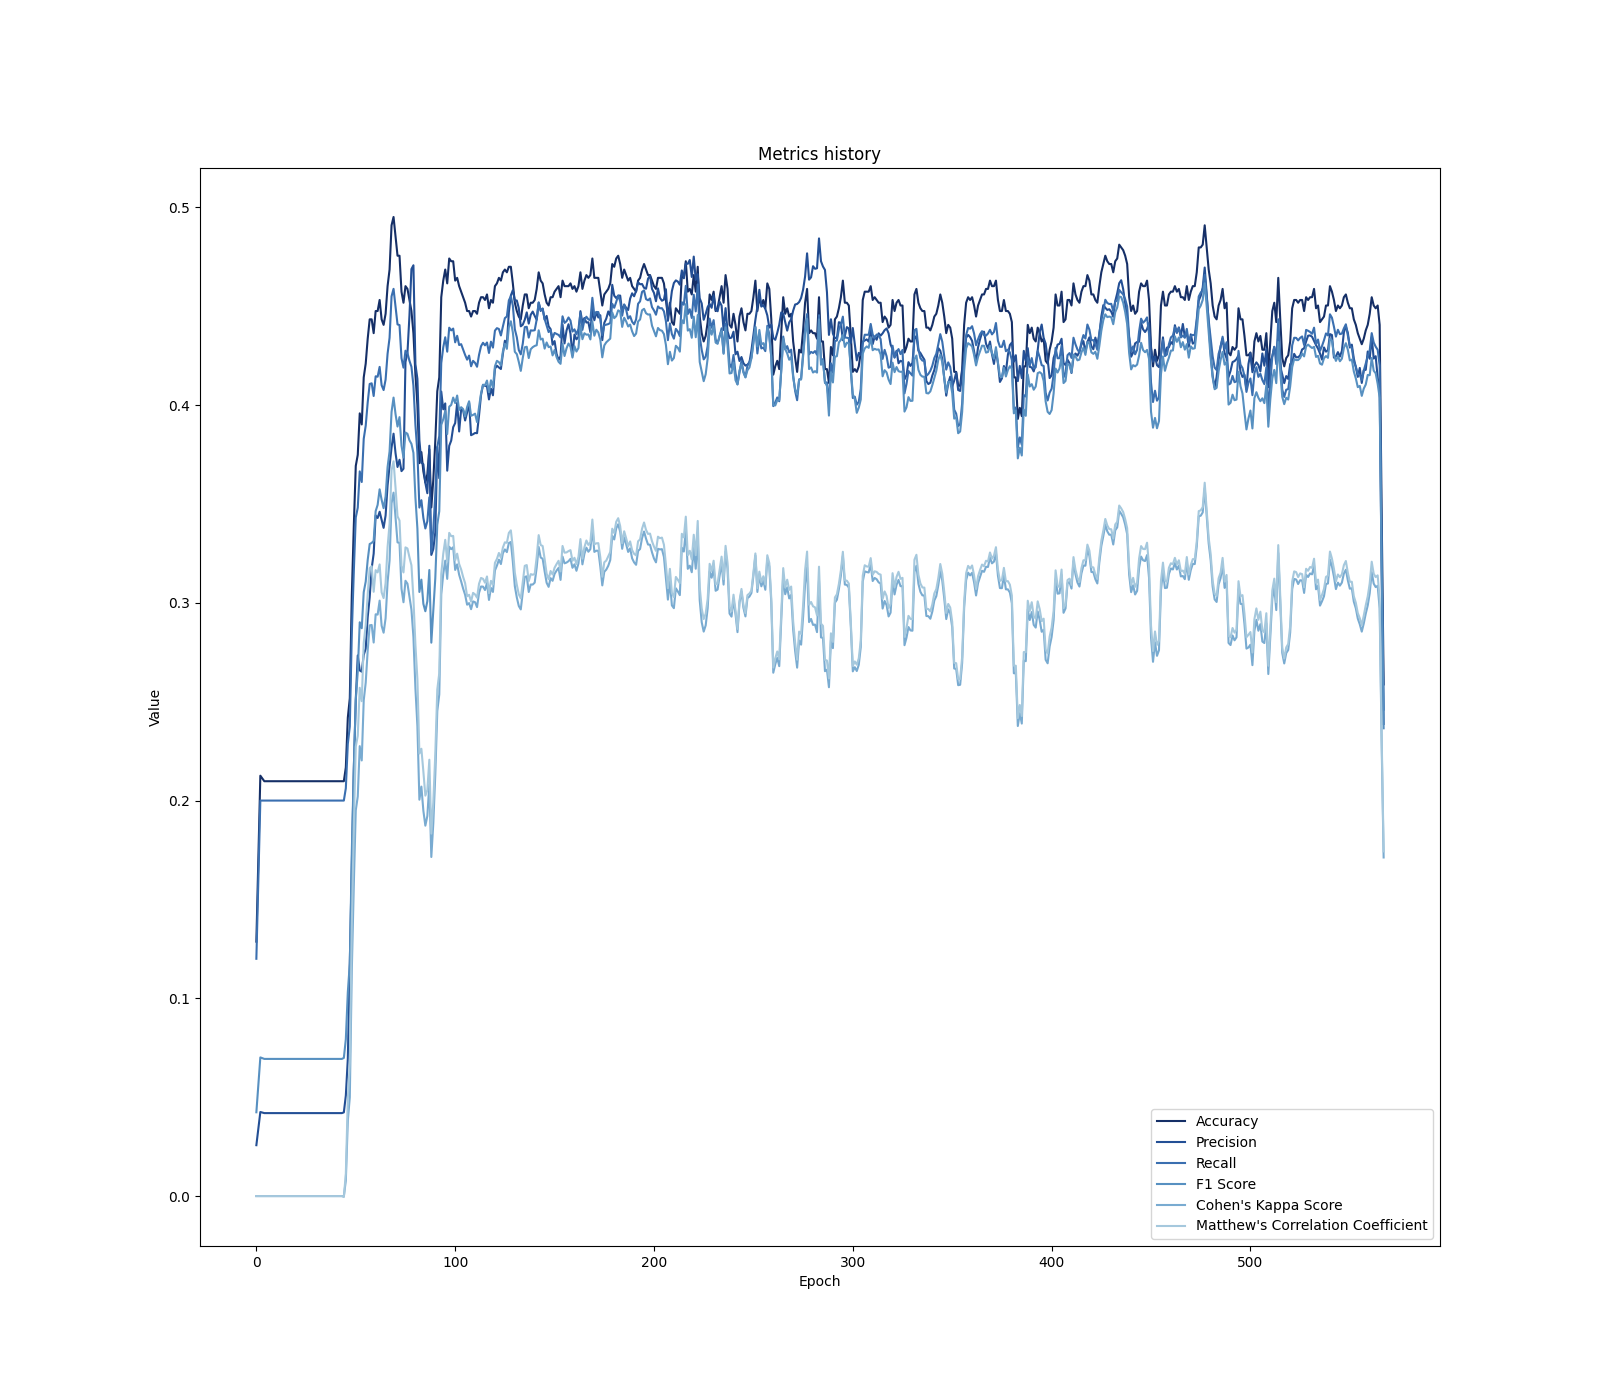 Metrics history
0.5
0.4
0.3
0.2
0.1
0.0
Value
0 100 200 300 400 500
Epoch
Accuracy
Precision
Recall
F1 Score
Cohen's Kappa Score
Matthew's Correlation Coefficient